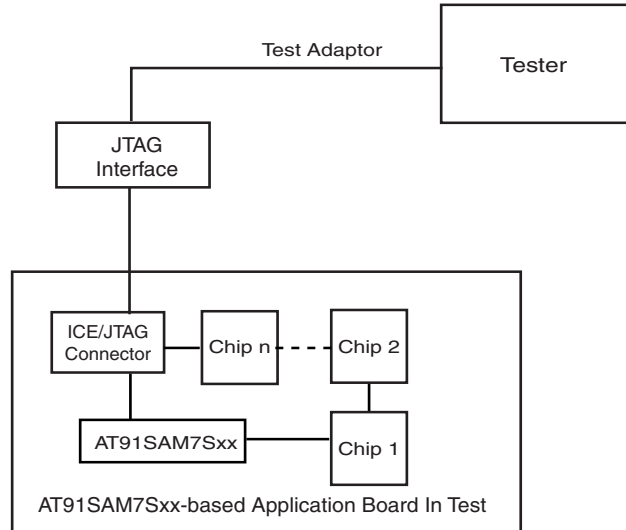 Test Adaptor
Tester
JTAG
Interface
ICE/JTAG
Connector
Chip n
Chip 2
AT91SAM7Sxx
Chip 1
AT91SAM7Sxx-based Application Board In Test